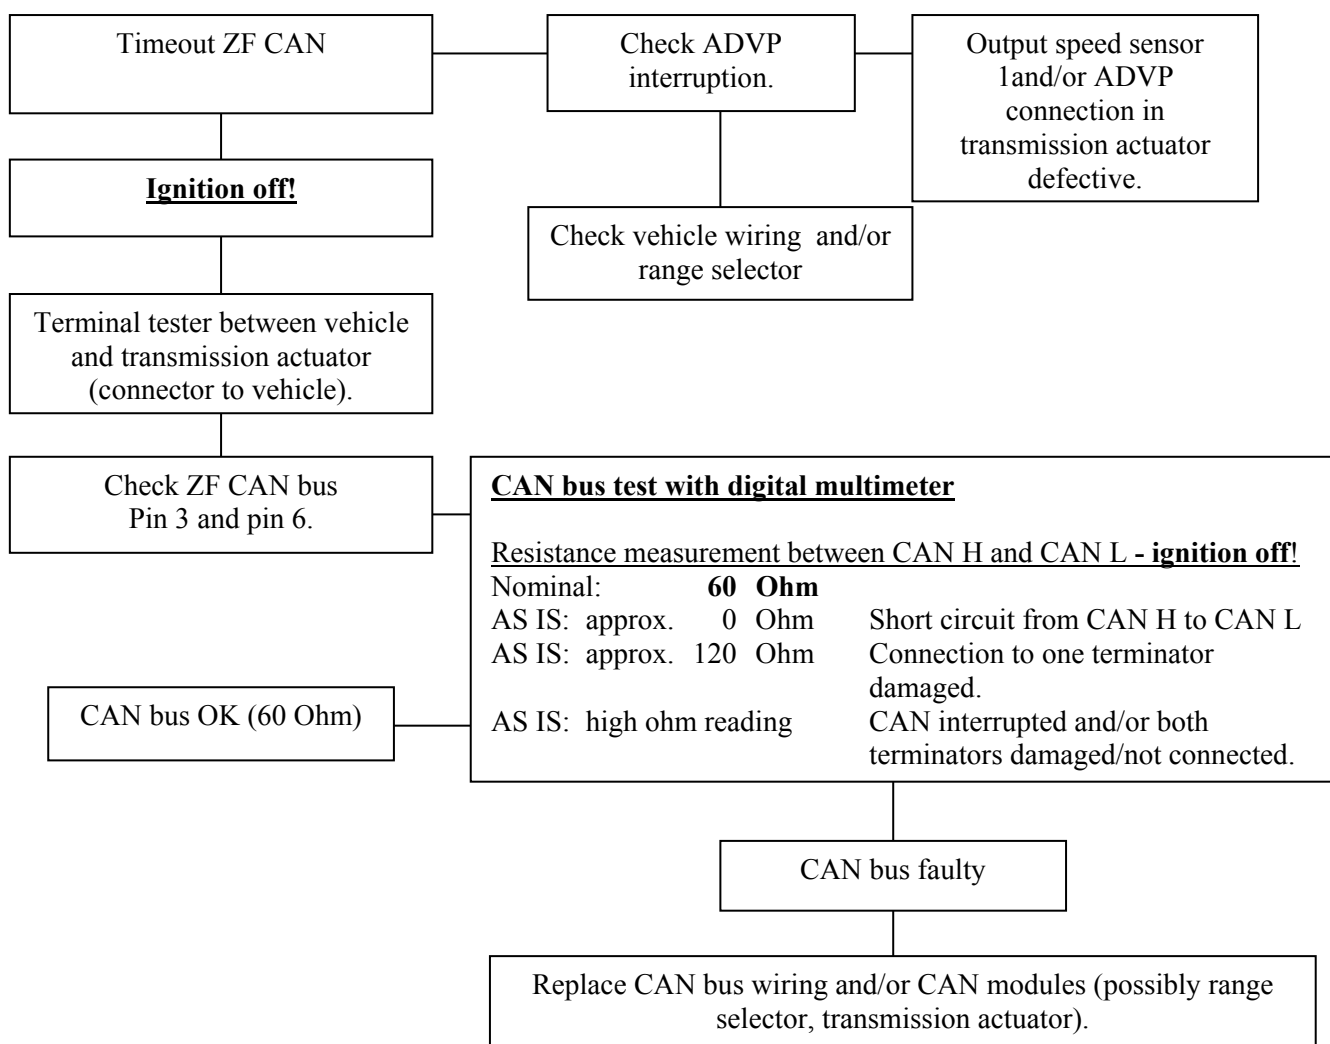 Timeout ZF CAN
Check ADVP
interruption.
Output speed sensor
1and/or ADVP
connection in
transmission actuator
defective.
Ignition off!
Check vehicle wiring and/or
range selector
Terminal tester between vehicle
and transmission actuator
(connector to vehicle).
Check ZF CAN bus
Pin 3 and pin 6.
CAN bus test with digital multimeter
Resistance measurement between CAN H and CAN L - ignition off!
Nominal: 60 Ohm
AS IS: approx. 0 Ohm Short circuit from CAN H to CAN L
AS IS: approx. 120 Ohm Connection to one terminator
damaged.
AS IS: high ohm reading CAN interrupted and/or both
terminators damaged/not connected.
CAN bus OK (60 Ohm)
CAN bus faulty
Replace CAN bus wiring and/or CAN modules (possibly range
selector, transmission actuator).